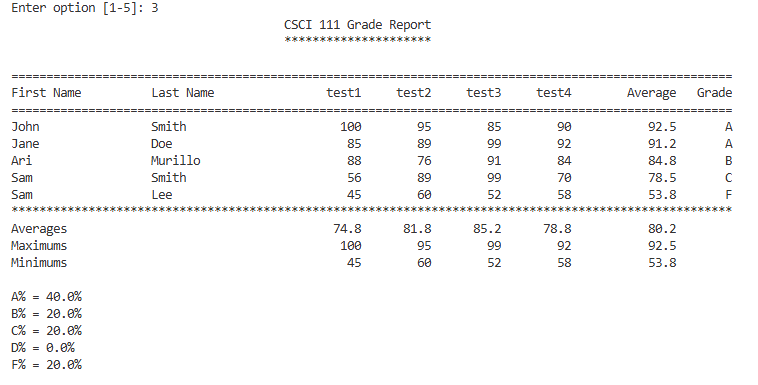 Enter option [1-5]: 3
CSCI 111 Grade Report
*********************
=======================================================================================================
First Name          Last Name                test1     test2     test3     test4        Average   Grade
=======================================================================================================
John                Smith                      100        95        85        90           92.5       A
Jane                Doe                         85        89        99        92           91.2       A
Ari                 Murillo                     88        76        91        84           84.8       B
Sam                 Smith                       56        89        99        70           78.5       C
Sam                 Lee                         45        60        52        58           53.8       F
*******************************************************************************************************
Averages                                      74.8      81.8      85.2      78.8           80.2
Maximums                                       100        95        99        92           92.5
Minimums                                        45        60        52        58           53.8
A% = 40.0%
B% = 20.0%
C% = 20.0%
D% = 0.0%
F% = 20.0%